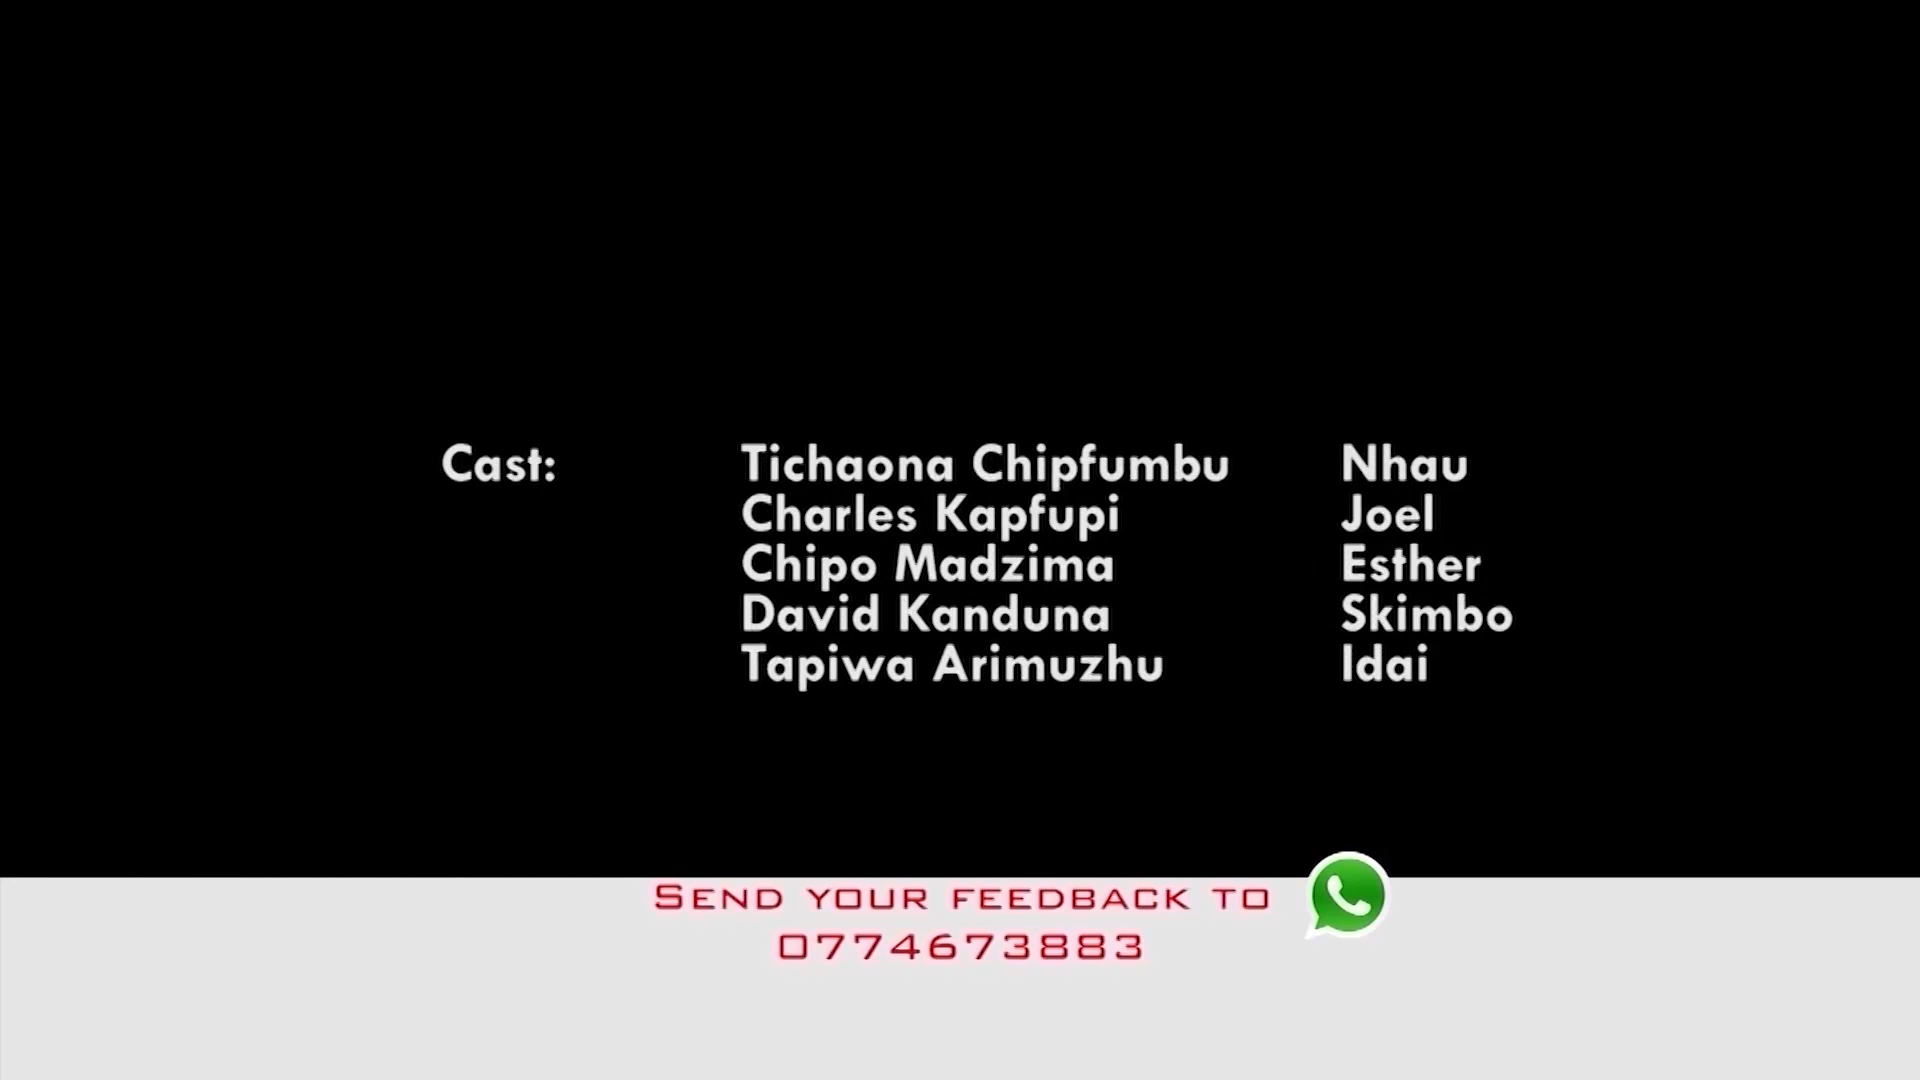 Cast: Tichaona Chipfumbu Nhau
Charles Kapfupi Joel
Chipo Madzima Esther
David Kanduna Skimbo
Tapiwa Arimuzhu Idai
SEND YOUR FEEDBACK TO
0774673883